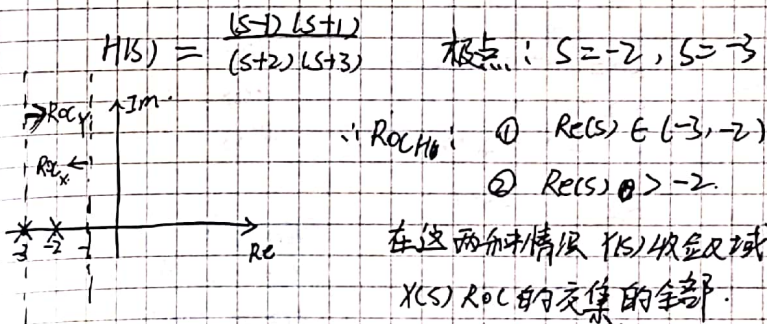 H(s) = (s-1)(s+1) / (s+2)(s+3)   极点: s=-2, s=-3
→ROC_Y ↑Im
ROC_X ←
∴ ROC_H: ① Re(s) ∈ (-3,-2)
② Re(s) > -2.
-3 -2 -1 Re
在这两种情况 Y(s)收敛域
X(s) ROC 的交集的全部.